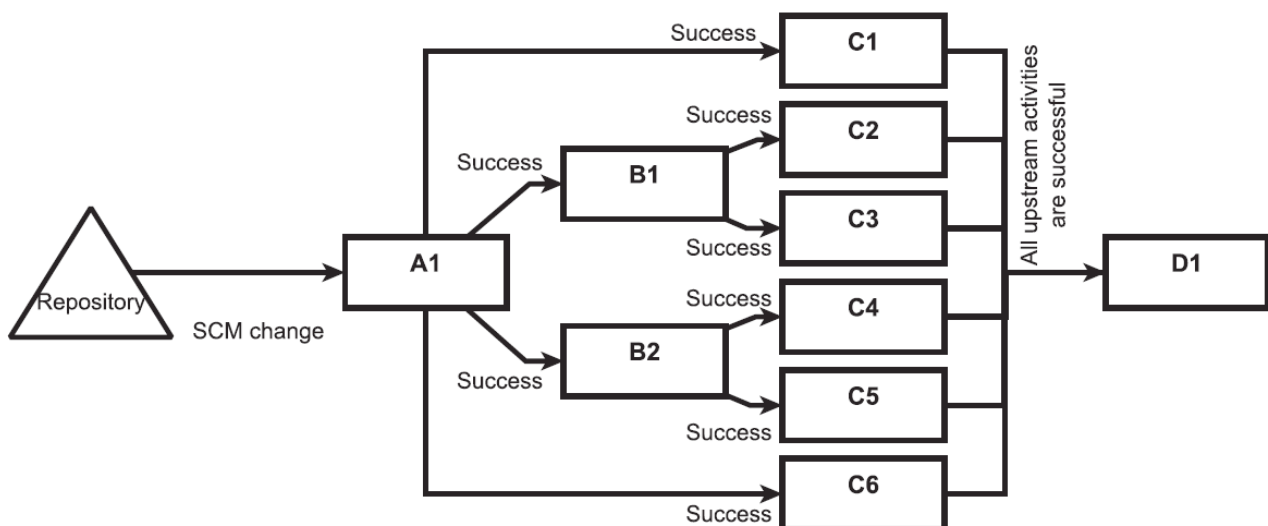 Success
C1
All upstream activities
are successful
Success
C2
Success
B1
Success
C3
Repository
SCM change
A1
D1
Success
C4
Success
B2
Success
C5
Success
C6